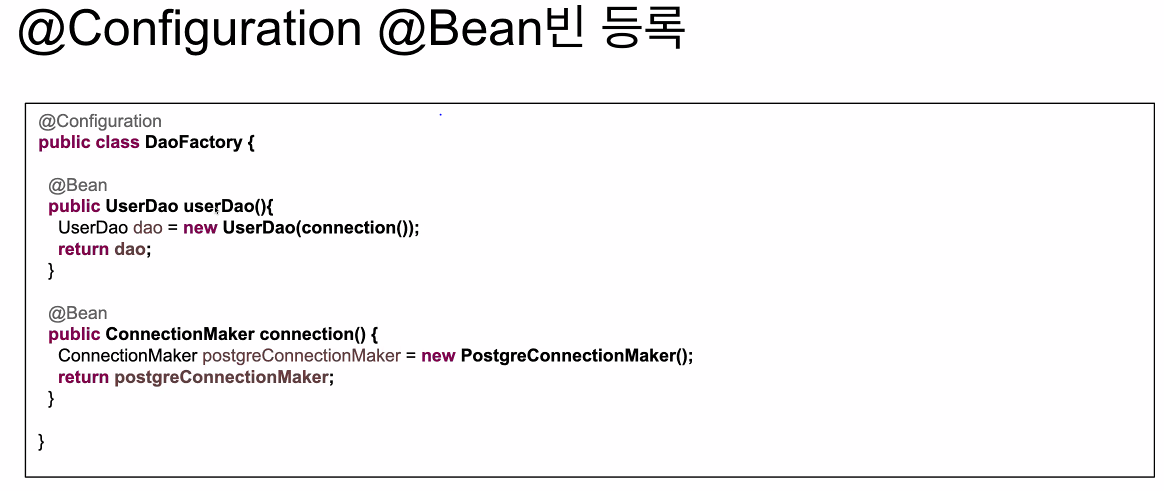 @Configuration @Bean빈 등록
@Configuration
public class DaoFactory {
@Bean
public UserDao userDao(){
UserDao dao = new UserDao(connection());
return dao;
}
@Bean
public ConnectionMaker connection() {
ConnectionMaker postgreConnectionMaker = new PostgreConnectionMaker();
return postgreConnectionMaker;
}
}